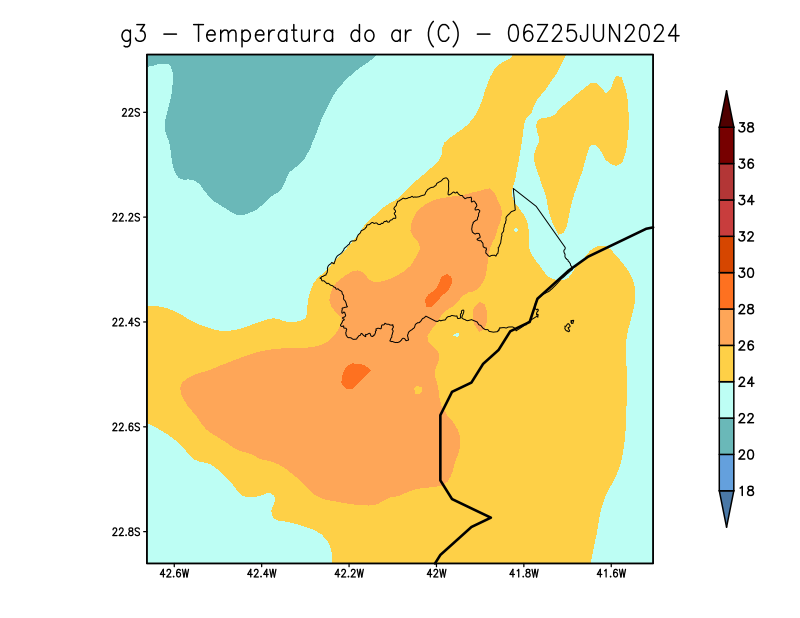 g3 - Temperatura do ar (C) - 06Z25JUN2024
22S
22.2S
22.4S
22.6S
22.8S
42.6W
42.4W
42.2W
42W
41.8W
41.6W
38
36
34
32
30
28
26
24
22
20
18